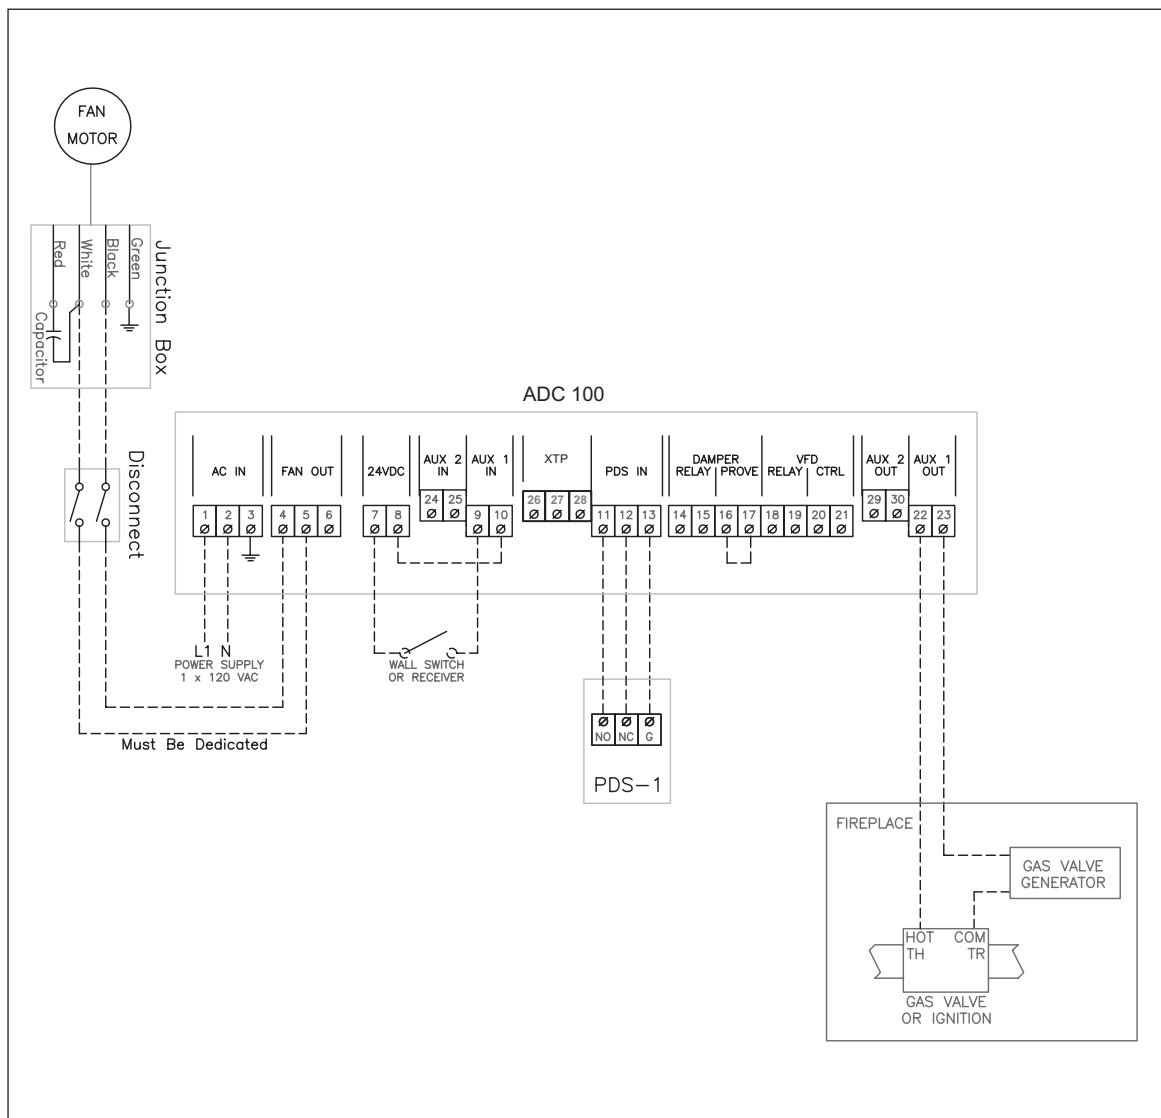 FAN
MOTOR
Red
White
Black
Green
Junction Box
Capacitor
Disconnect
ADC 100
AC IN
FAN OUT
24VDC
AUX 2
IN
AUX 1
IN
XTP
PDS IN
DAMPER
RELAY PROVE
VFD
RELAY CTRL
AUX 2
OUT
AUX 1
OUT
1 2 3
4 5 6
7 8
24 25
9 10
26 27 28
11 12 13
14 15 16 17 18 19 20 21
29 30
22 23
L1 N
POWER SUPPLY
1 x 120 VAC
WALL SWITCH
OR RECEIVER
Must Be Dedicated
NO NC G
PDS-1
FIREPLACE
GAS VALVE
GENERATOR
HOT COM
TH TR
GAS VALVE
OR IGNITION